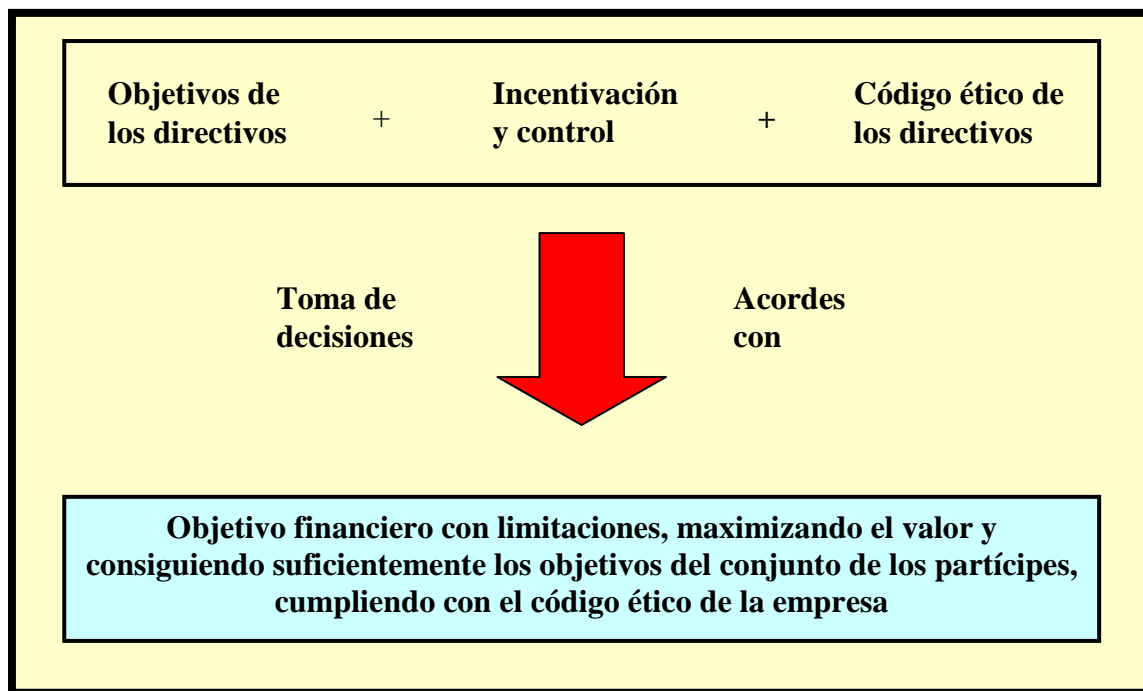 Objetivos de
los directivos
+
Incentivación
y control
+
Código ético de
los directivos
Toma de
decisiones
Acordes
con
Objetivo financiero con limitaciones, maximizando el valor y
consiguiendo suficientemente los objetivos del conjunto de los partícipes,
cumpliendo con el código ético de la empresa